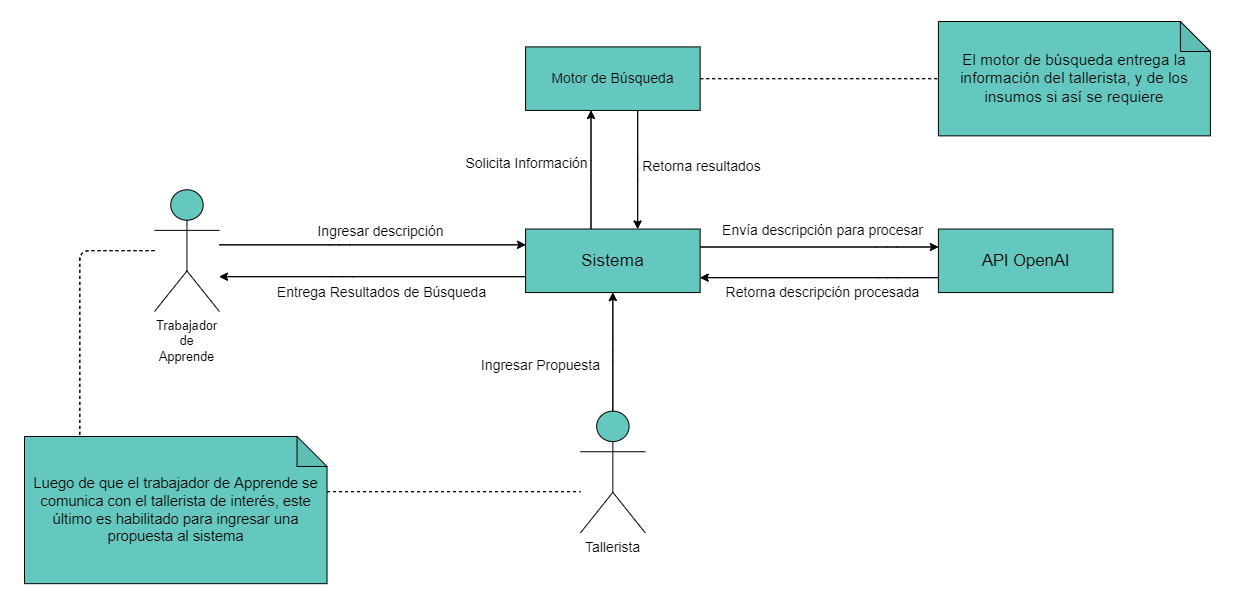 El motor de búsqueda entrega la
información del tallerista, y de los
insumos si así se requiere
Motor de Búsqueda
Solicita Información
Retorna resultados
Ingresar descripción
Envía descripción para procesar
Sistema
API OpenAI
Entrega Resultados de Búsqueda
Retorna descripción procesada
Trabajador
de
Apprende
Ingresar Propuesta
Luego de que el trabajador de Apprende se
comunica con el tallerista de interés, este
último es habilitado para ingresar una
propuesta al sistema
Tallerista